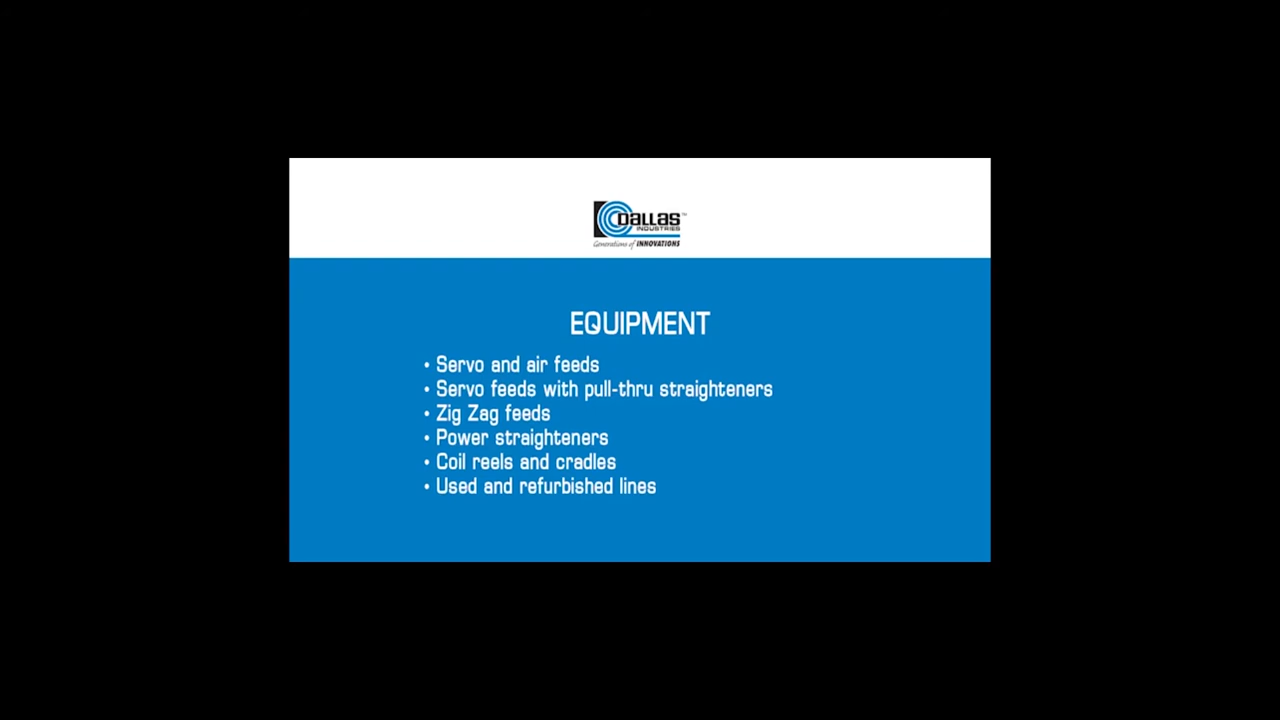 DALLAS™
INDUSTRIES
Generations of INNOVATIONS
EQUIPMENT
• Servo and air feeds
• Servo feeds with pull-thru straighteners
• Zig Zag feeds
• Power straighteners
• Coil reels and cradles
• Used and refurbished lines